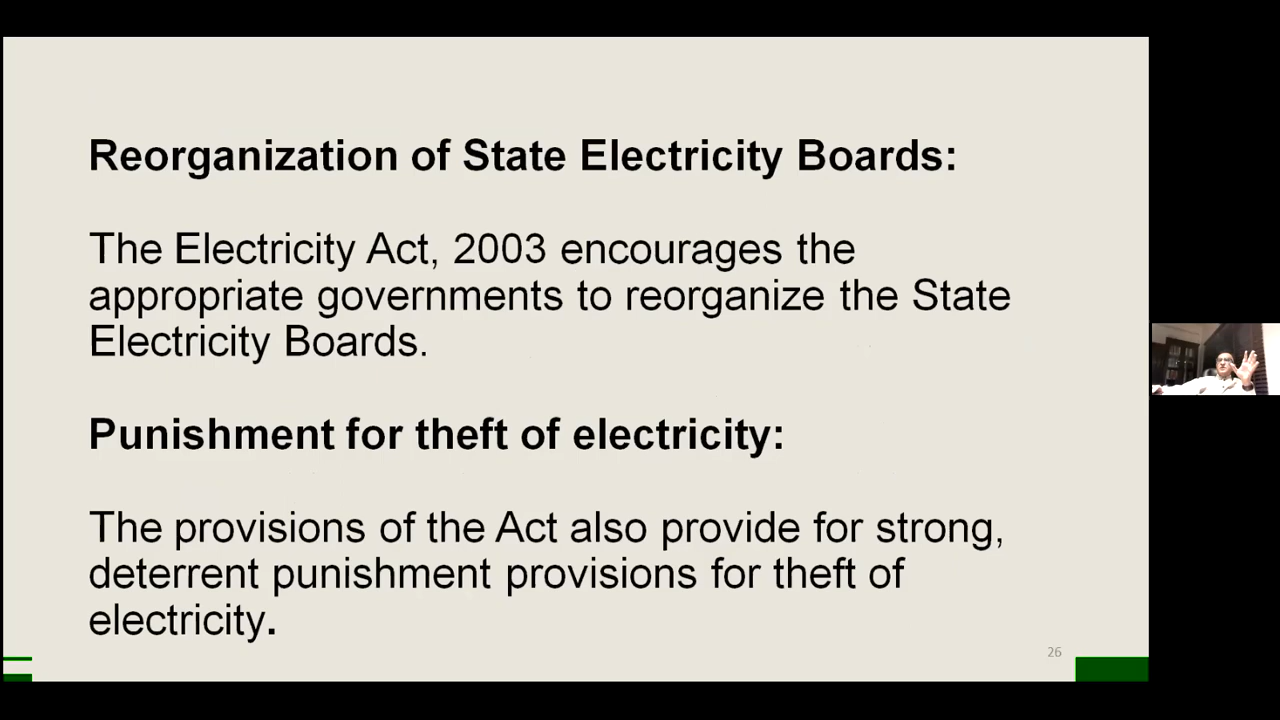 Reorganization of State Electricity Boards:
The Electricity Act, 2003 encourages the
appropriate governments to reorganize the State
Electricity Boards.
Punishment for theft of electricity:
The provisions of the Act also provide for strong,
deterrent punishment provisions for theft of
electricity.
26